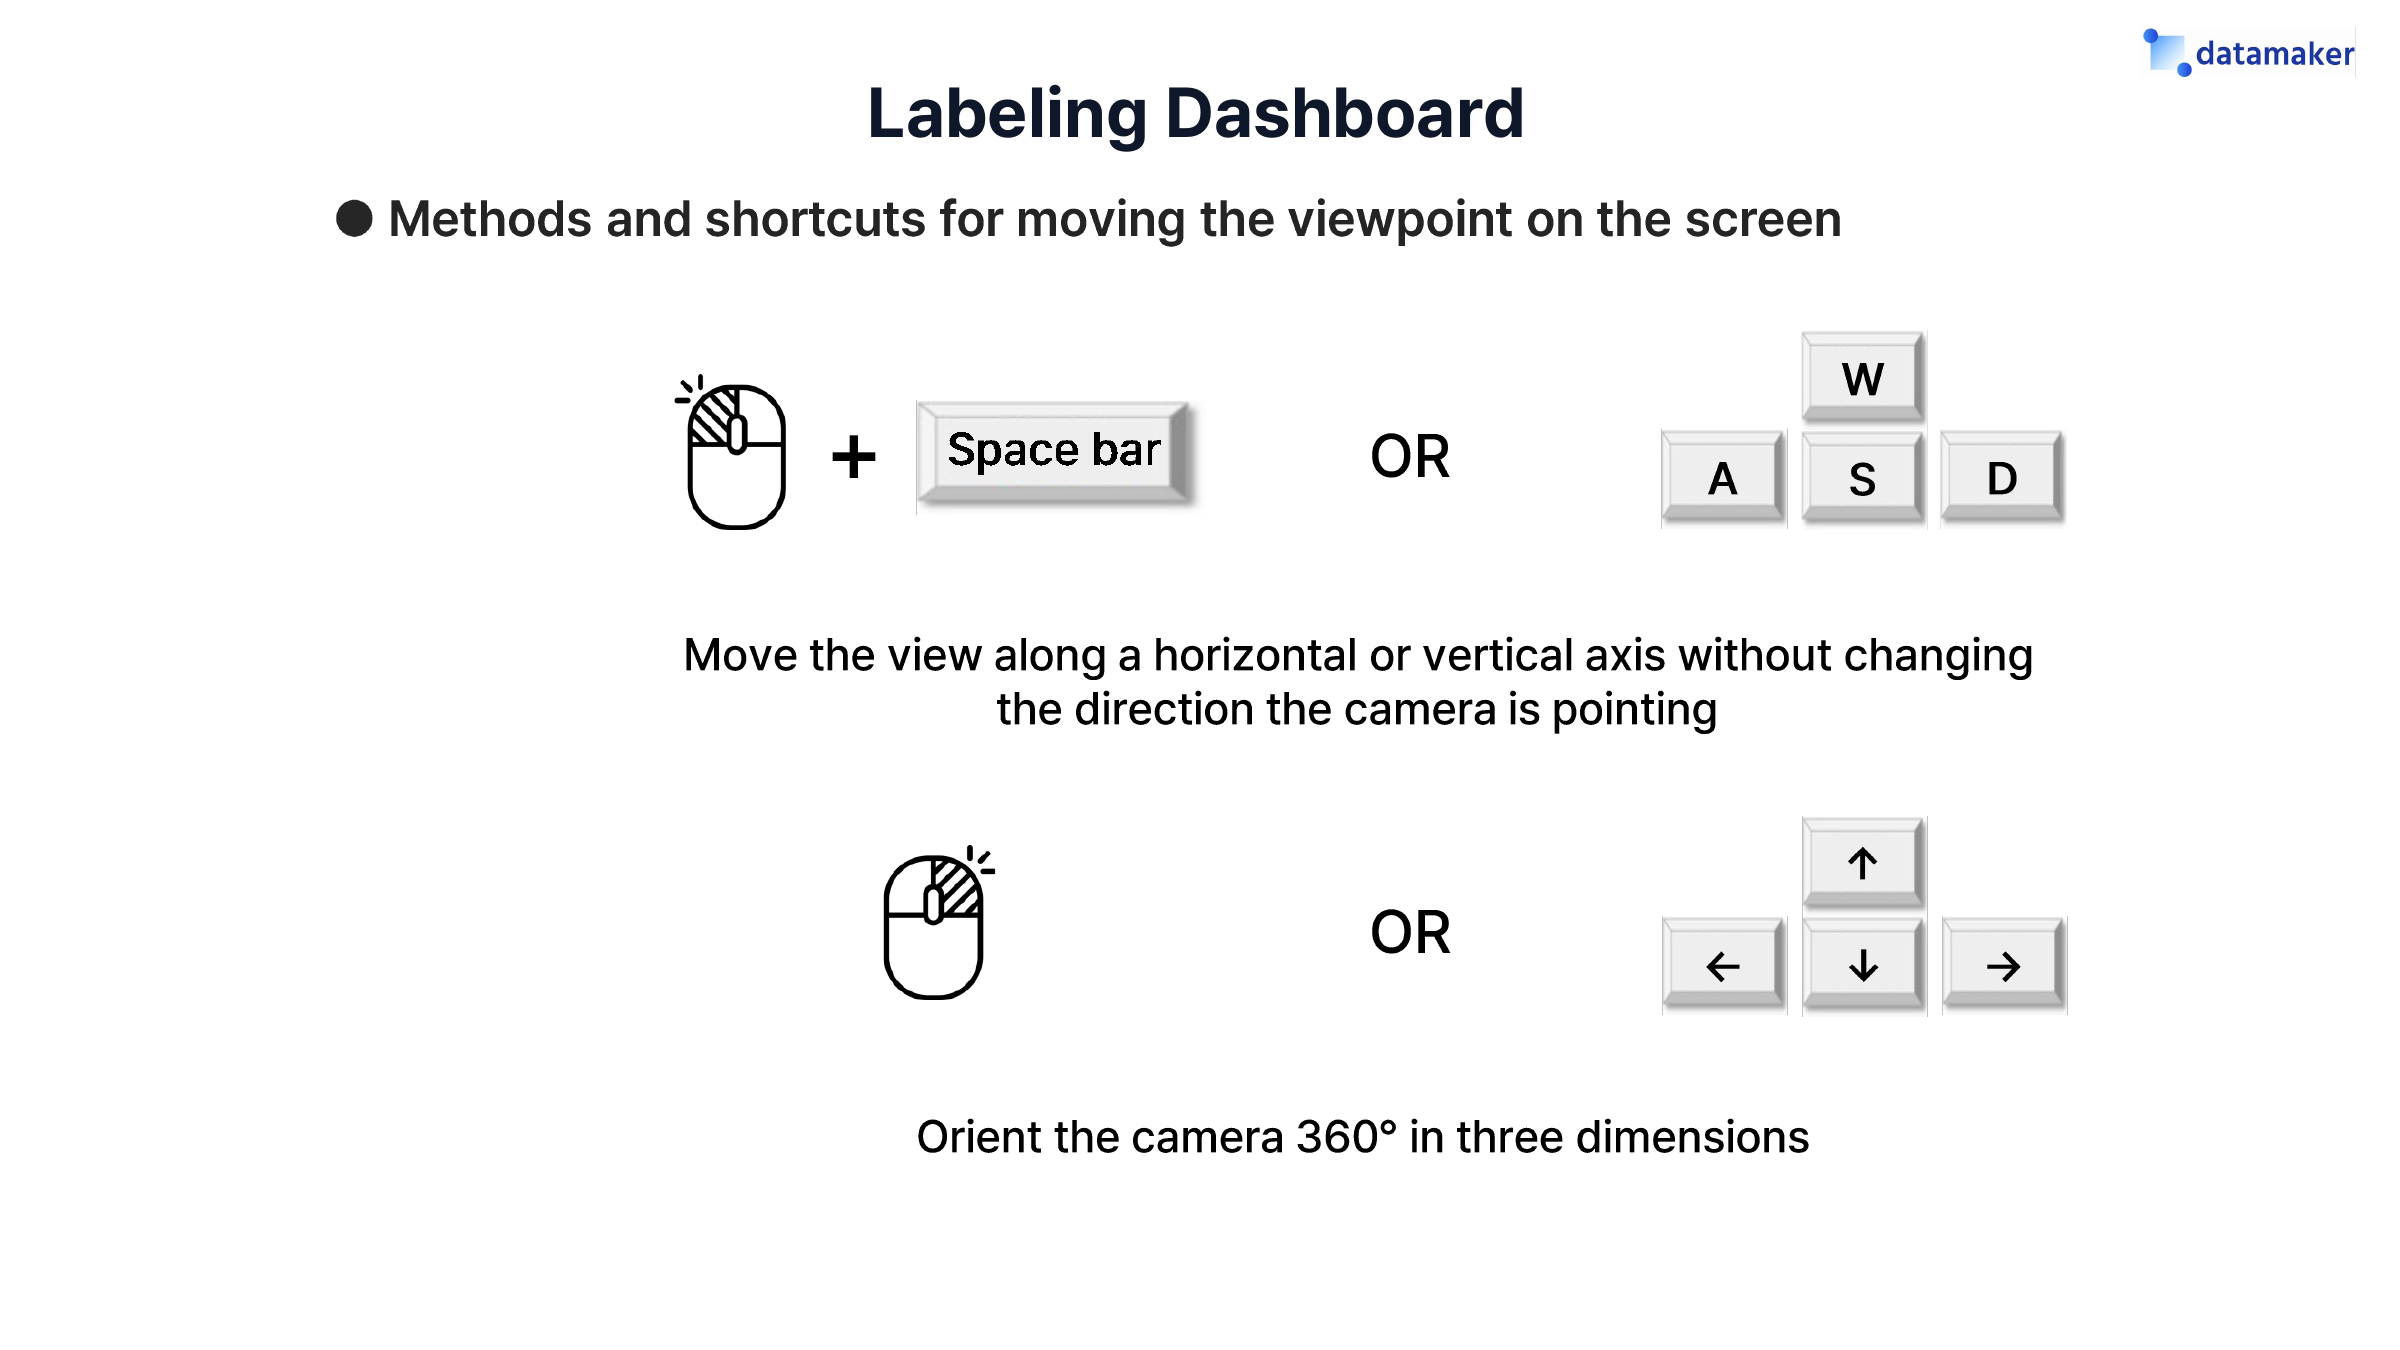 datamaker
Labeling Dashboard
● Methods and shortcuts for moving the viewpoint on the screen
W
+ Space bar OR
A S D
Move the view along a horizontal or vertical axis without changing
the direction the camera is pointing
↑
OR
← ↓ →
Orient the camera 360° in three dimensions